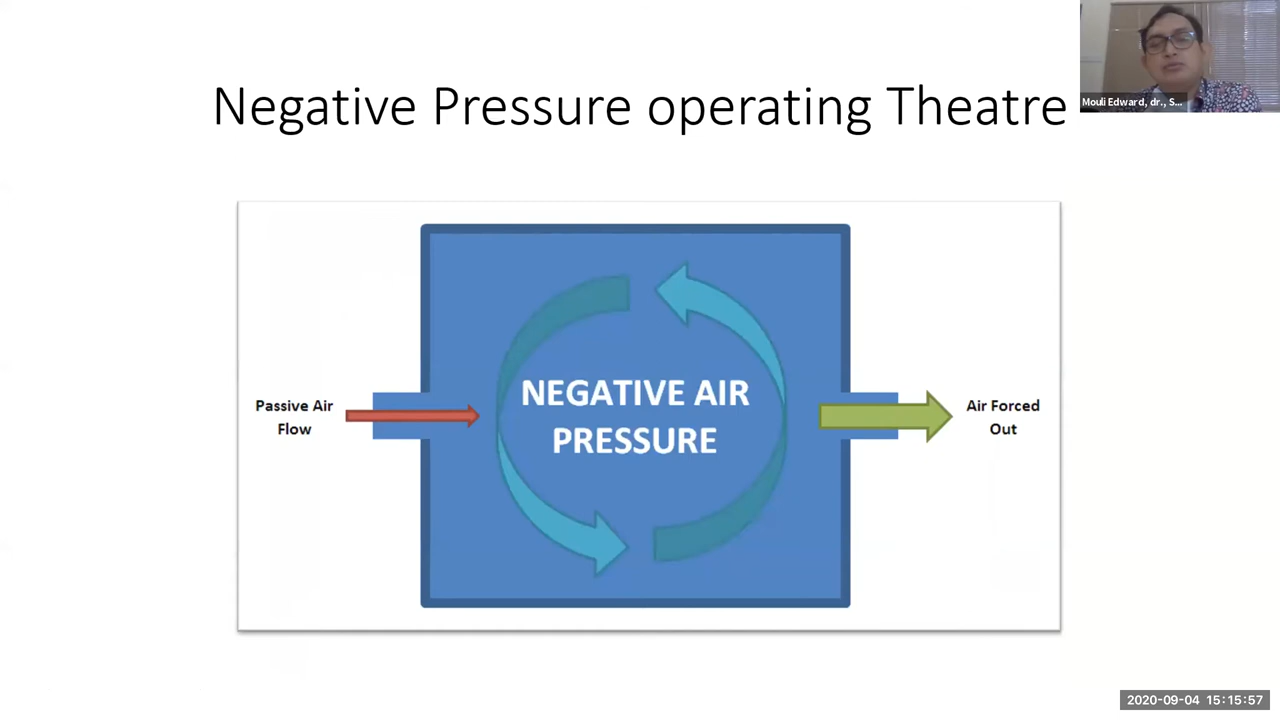 Negative Pressure operating Theatre
Mouli Edward, dr., S...
Passive Air
Flow
NEGATIVE AIR
PRESSURE
Air Forced
Out
2020-09-04 15:15:57